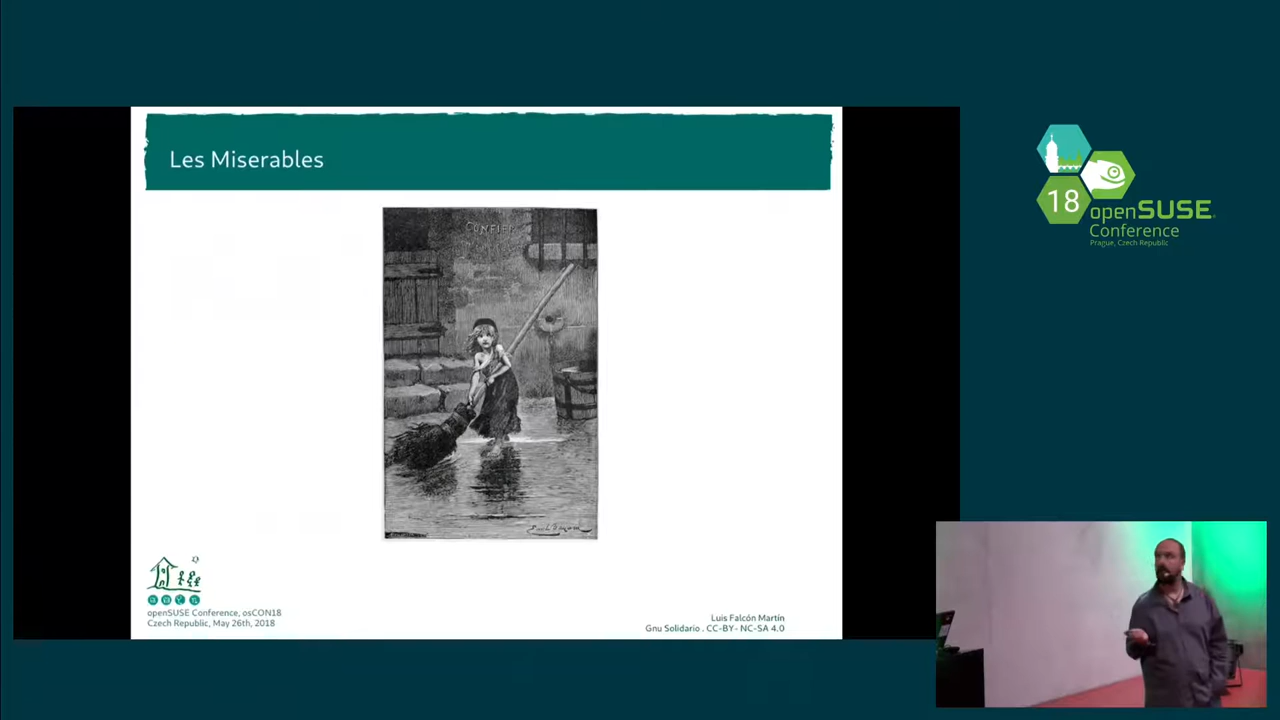 Les Miserables
openSUSE Conference, osCON18
Czech Republic, May 26th, 2018
Luis Falcón Martín
Gnu Solidario . CC-BY- NC-SA 4.0
18
openSUSE
Conference
Prague, Czech Republic